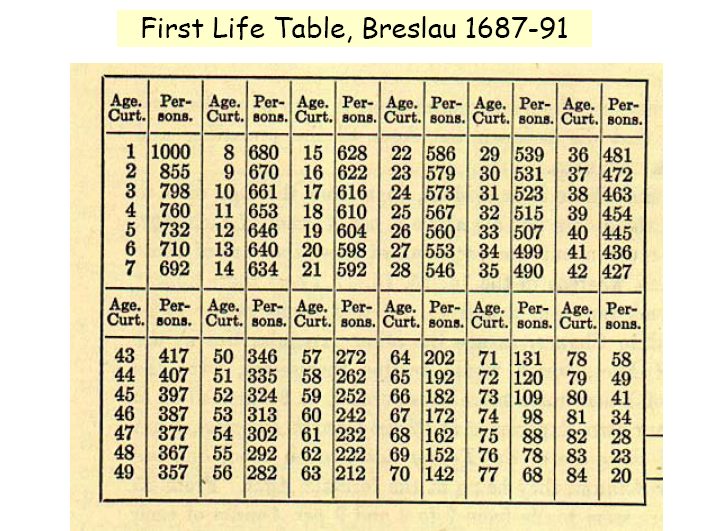 First Life Table, Breslau 1687-91
Age. Per- Age. Per- Age. Per- Age. Per- Age. Per- Age. Per-
Curt. sons. Curt. sons. Curt. sons. Curt. sons. Curt. sons. Curt. sons.
1 1000 8 680 15 628 22 586 29 539 36 481
2 855 9 670 16 622 23 579 30 531 37 472
3 798 10 661 17 616 24 573 31 523 38 463
4 760 11 653 18 610 25 567 32 515 39 454
5 732 12 646 19 604 26 560 33 507 40 445
6 710 13 640 20 598 27 553 34 499 41 436
7 692 14 634 21 592 28 546 35 490 42 427
Age. Per- Age. Per- Age. Per- Age. Per- Age. Per- Age. Per-
Curt. sons. Curt. sons. Curt. sons. Curt. sons. Curt. sons. Curt. sons.
43 417 50 346 57 272 64 202 71 131 78 58
44 407 51 335 58 262 65 192 72 120 79 49
45 397 52 324 59 252 66 182 73 109 80 41
46 387 53 313 60 242 67 172 74 98 81 34
47 377 54 302 61 232 68 162 75 88 82 28
48 367 55 292 62 222 69 152 76 78 83 23
49 357 56 282 63 212 70 142 77 68 84 20